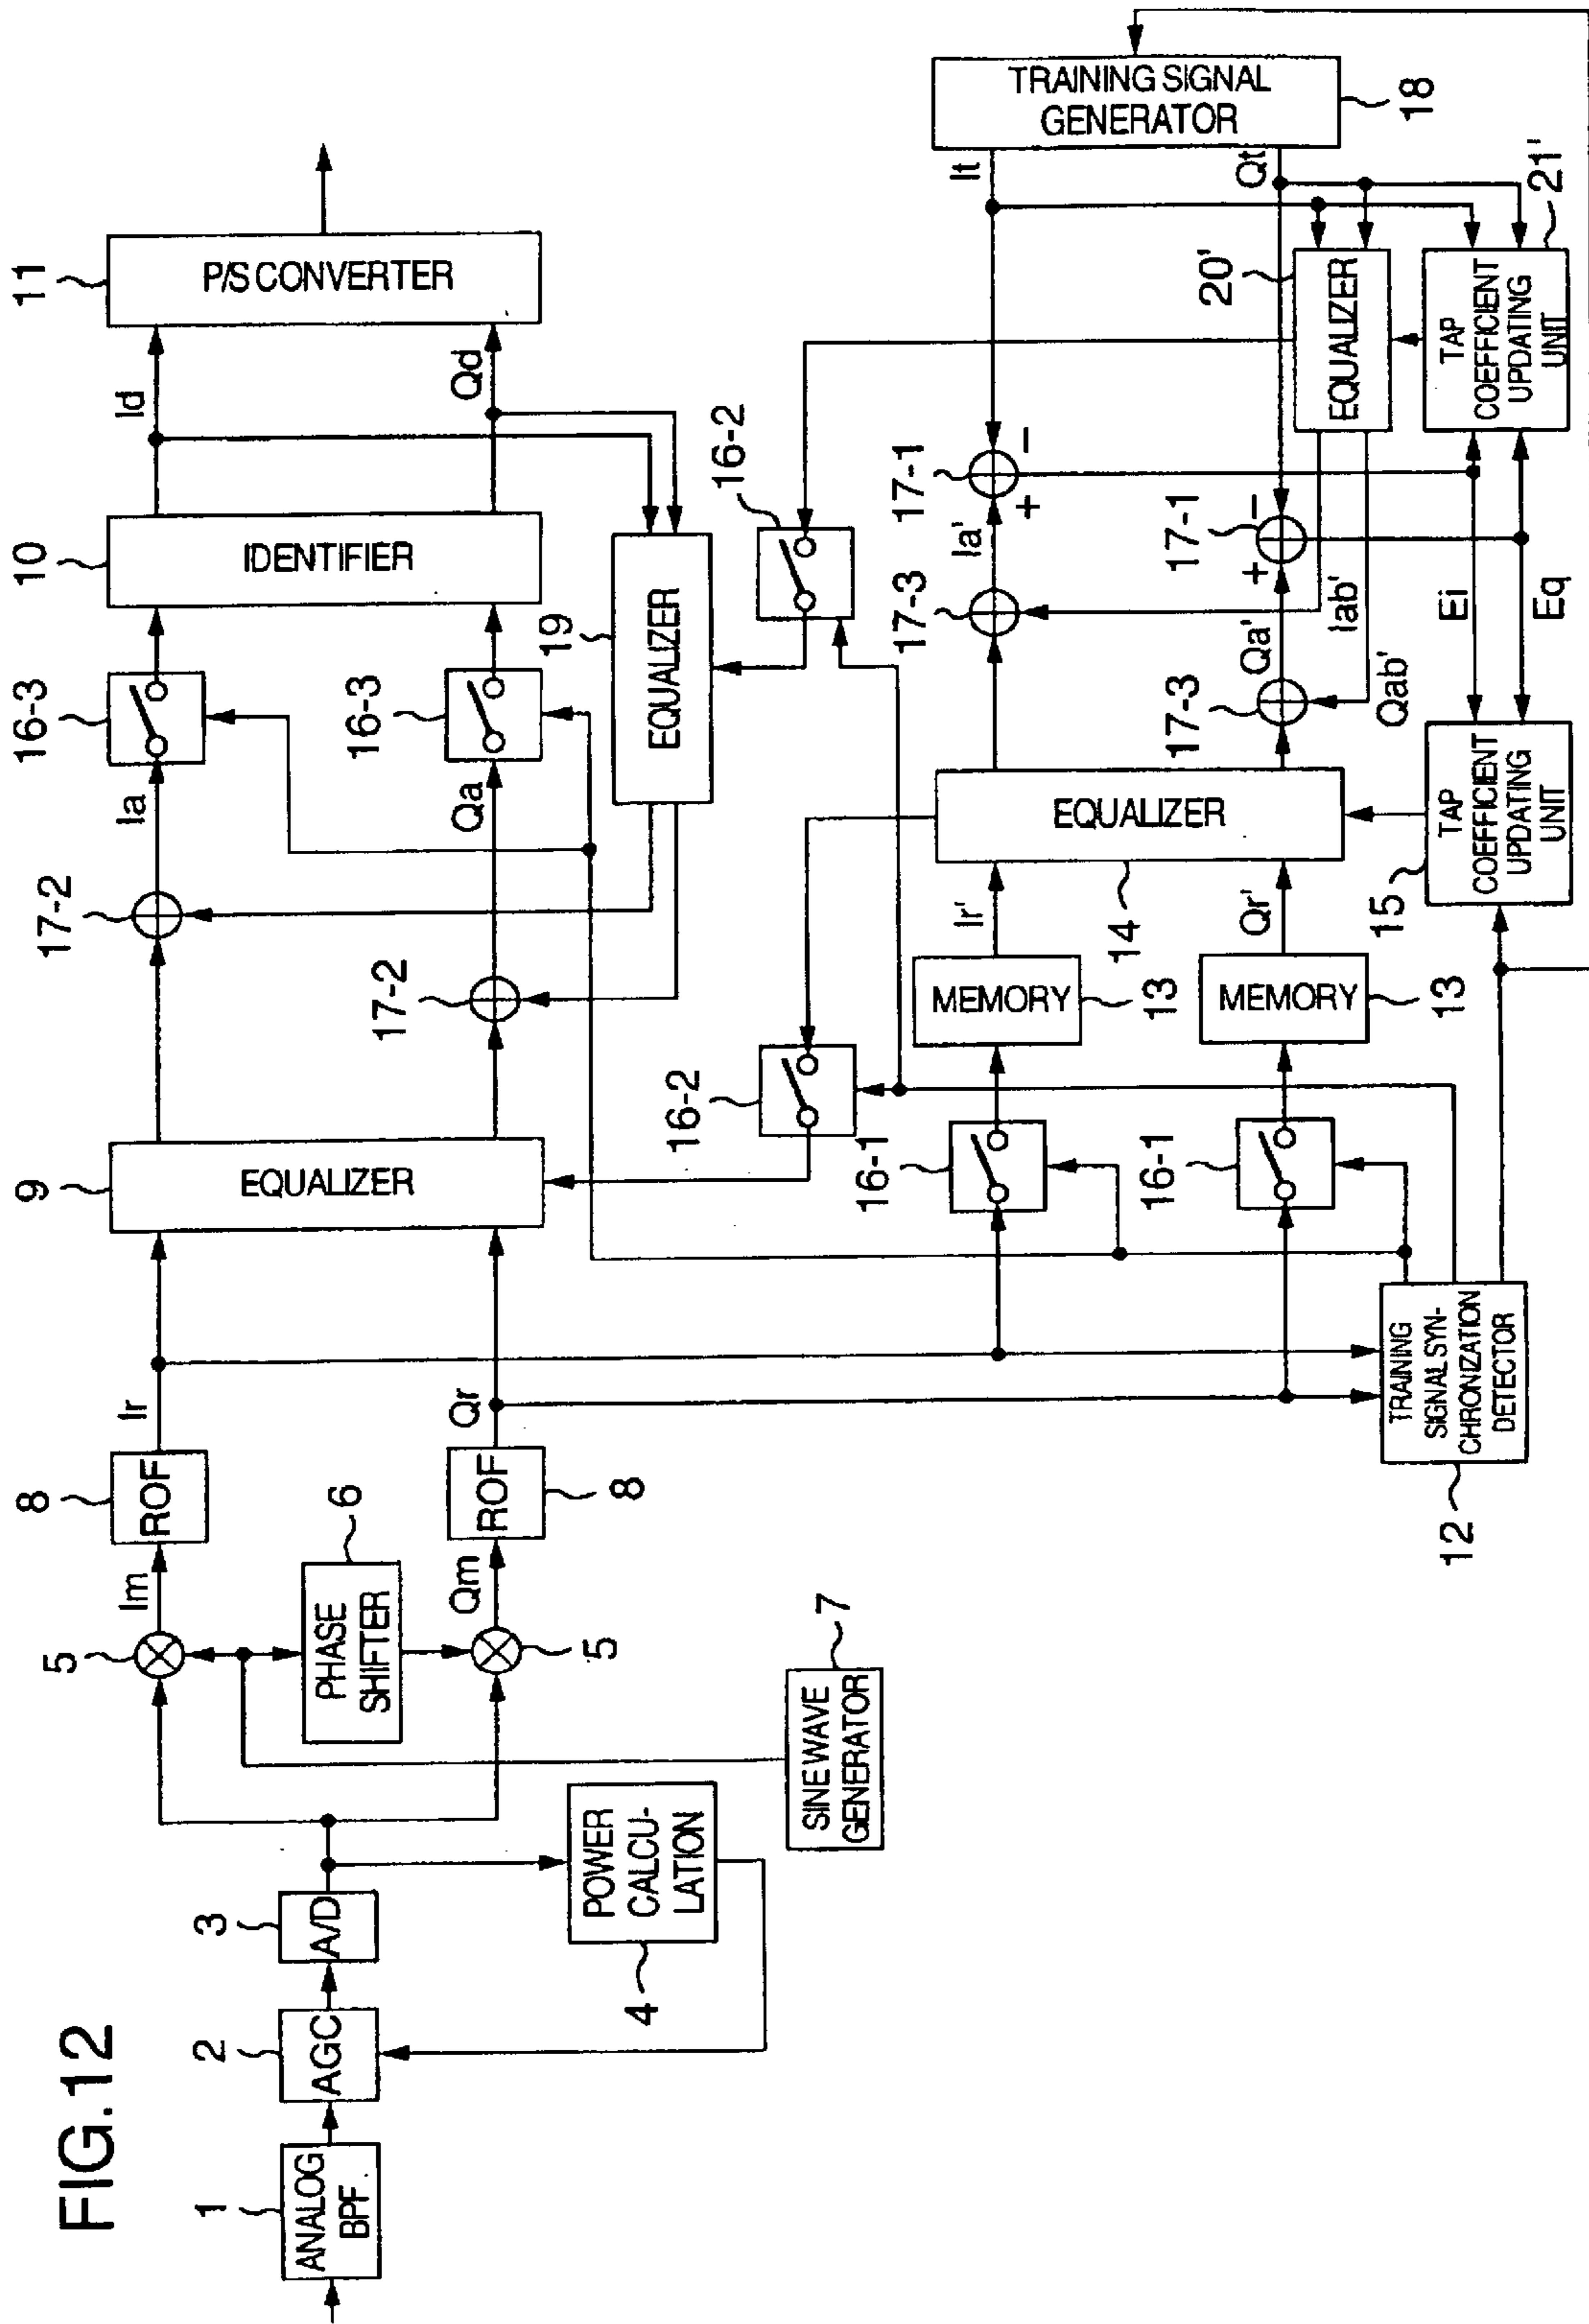 FIG.12
1
ANALOG
BPF
2
AGC
3
A/D
4
POWER
CALCU-
LATION
5
Im
5
Qm
6
PHASE
SHIFTER
7
SINEWAVE
GENERATOR
8
ROF
Ir
8
ROF
Qr
9
EQUALIZER
17-2
Ia
17-2
Qa
16-3
16-3
10
IDENTIFIER
Id
Qd
11
P/S CONVERTER
19
EQUALIZER
16-2
16-2
12
TRAINING
SIGNAL SYN-
CHRONIZATION
DETECTOR
16-1
16-1
MEMORY
13
MEMORY
13
Ir'
Qr'
14
EQUALIZER
15
TAP
COEFFICIENT
UPDATING
UNIT
17-3
Ia'
17-3
Qa'
Iab'
Qab'
17-1
+
−
17-1
+
−
Ei
Eq
20'
EQUALIZER
21'
TAP
COEFFICIENT
UPDATING
UNIT
It
Qt
TRAINING SIGNAL
GENERATOR
18